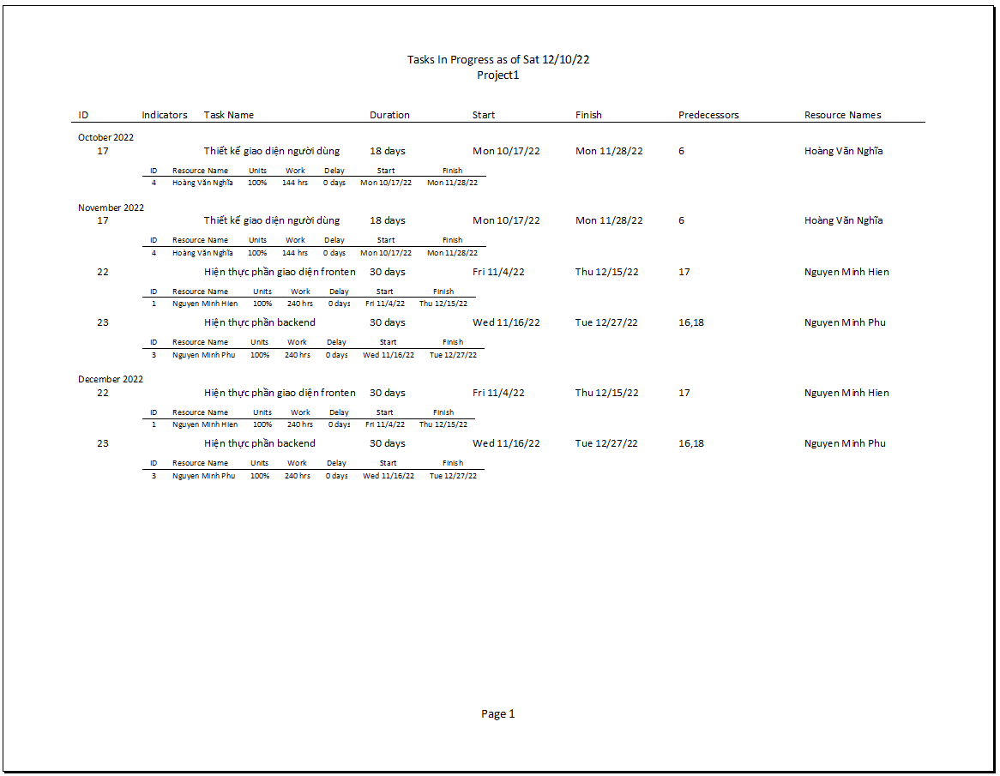 Tasks In Progress as of Sat 12/10/22
Project1
ID Indicators Task Name Duration Start Finish Predecessors Resource Names
October 2022
17 Thiết kế giao diện người dùng 18 days Mon 10/17/22 Mon 11/28/22 6 Hoàng Văn Nghĩa
ID Resource Name Units Work Delay Start Finish
4 Hoàng Văn Nghĩa 100% 144 hrs 0 days Mon 10/17/22 Mon 11/28/22
November 2022
17 Thiết kế giao diện người dùng 18 days Mon 10/17/22 Mon 11/28/22 6 Hoàng Văn Nghĩa
ID Resource Name Units Work Delay Start Finish
4 Hoàng Văn Nghĩa 100% 144 hrs 0 days Mon 10/17/22 Mon 11/28/22
22 Hiện thực phần giao diện fronten 30 days Fri 11/4/22 Thu 12/15/22 17 Nguyen Minh Hien
ID Resource Name Units Work Delay Start Finish
1 Nguyen Minh Hien 100% 240 hrs 0 days Fri 11/4/22 Thu 12/15/22
23 Hiện thực phần backend 30 days Wed 11/16/22 Tue 12/27/22 16,18 Nguyen Minh Phu
ID Resource Name Units Work Delay Start Finish
3 Nguyen Minh Phu 100% 240 hrs 0 days Wed 11/16/22 Tue 12/27/22
December 2022
22 Hiện thực phần giao diện fronten 30 days Fri 11/4/22 Thu 12/15/22 17 Nguyen Minh Hien
ID Resource Name Units Work Delay Start Finish
1 Nguyen Minh Hien 100% 240 hrs 0 days Fri 11/4/22 Thu 12/15/22
23 Hiện thực phần backend 30 days Wed 11/16/22 Tue 12/27/22 16,18 Nguyen Minh Phu
ID Resource Name Units Work Delay Start Finish
3 Nguyen Minh Phu 100% 240 hrs 0 days Wed 11/16/22 Tue 12/27/22
Page 1